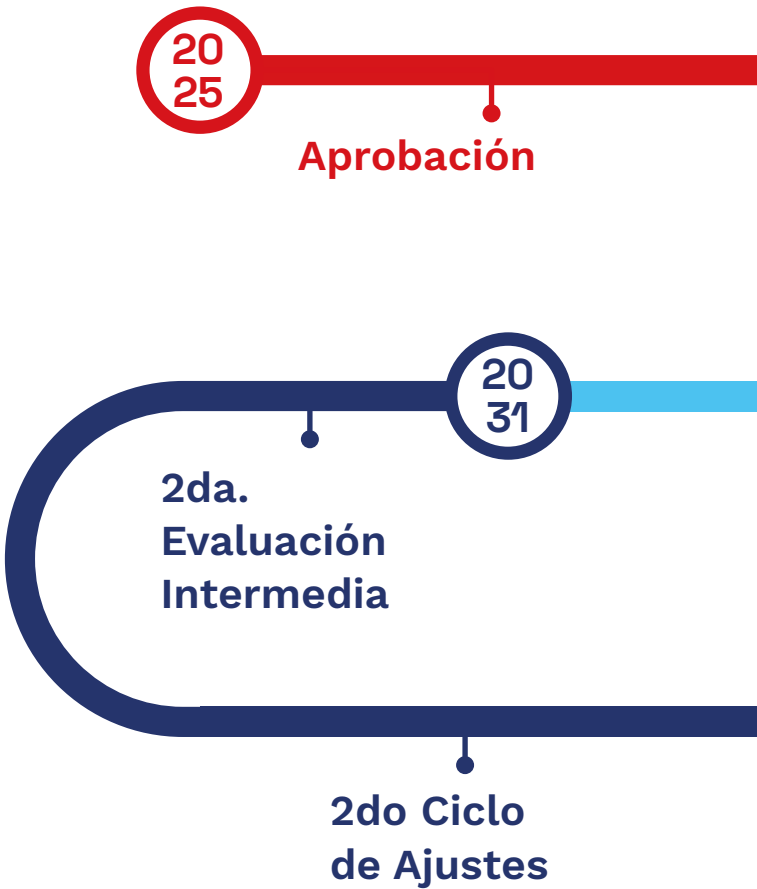 20
25
Aprobación
20
31
2da.
Evaluación
Intermedia
2do Ciclo
de Ajustes